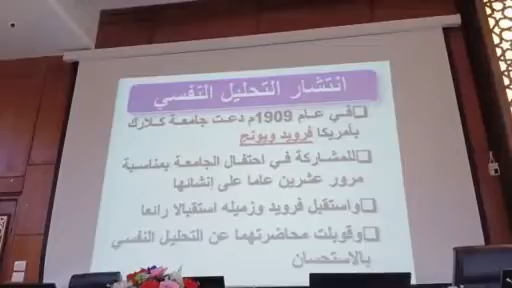 انتشار التحليل النفسي
في عام 1909م دعت جامعة كلارك
بأمريكا فرويد ويونج
للمشاركة في احتفال الجامعة بمناسبة
مرور عشرين عاما على إنشائها
واستقبل فرويد وزميله استقبالا رائعا
وقوبلت محاضرتهما عن التحليل النفسي
بالاستحسان